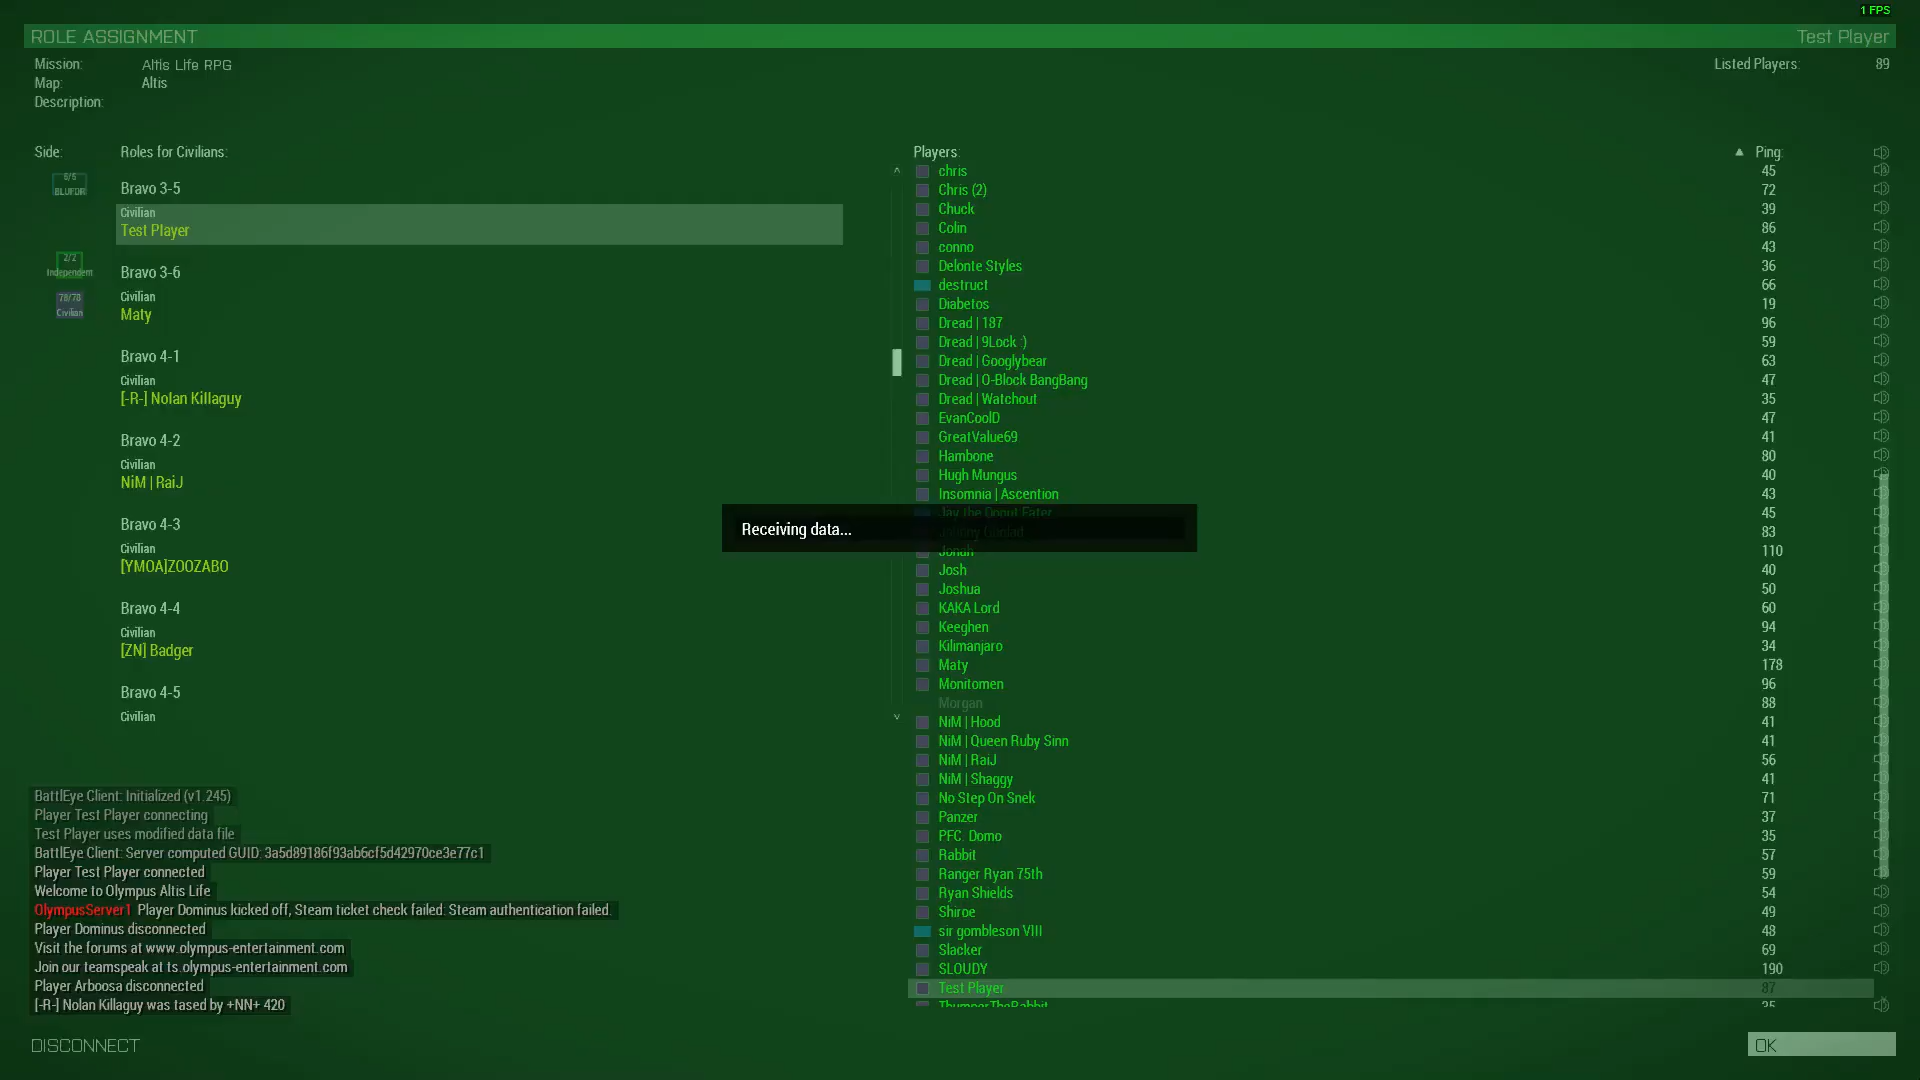 1 FPS
ROLE ASSIGNMENT
Test Player
Mission:
Altis Life RPG
Listed Players:
89
Map:
Altis
Description:
Side:
Roles for Civilians:
6/6
BLUFOR
2/2
Independent
78/78
Civilian
Bravo 3-5
Civilian
Test Player
Bravo 3-6
Civilian
Maty
Bravo 4-1
Civilian
[-R-] Nolan Killaguy
Bravo 4-2
Civilian
NiM | RaiJ
Bravo 4-3
Civilian
[YMOA]ZOOZABO
Bravo 4-4
Civilian
[ZN] Badger
Bravo 4-5
Civilian
Players:
Ping:
chris 45
Chris (2) 72
Chuck 39
Colin 86
conno 43
Delonte Styles 36
destruct 66
Diabetos 19
Dread | 187 96
Dread | 9Lock :) 59
Dread | Googlybear 63
Dread | O-Block BangBang 47
Dread | Watchout 35
EvanCoolD 47
GreatValue69 41
Hambone 80
Hugh Mungus 40
Insomnia | Ascention 43
Jay the Donut Eater 45
83
Jonah 110
Josh 40
Joshua 50
KAKA Lord 60
Keeghen 94
Kilimanjaro 34
Maty 178
Monitomen 96
Morgan 88
NiM | Hood 41
NiM | Queen Ruby Sinn 41
NiM | RaiJ 56
NiM | Shaggy 41
No Step On Snek 71
Panzer 37
PFC. Domo 35
Rabbit 57
Ranger Ryan 75th 59
Ryan Shields 54
Shiroe 49
sir gombleson VIII 48
Slacker 69
SLOUDY 190
Test Player 87
ThumperTheRabbit 35
Receiving data...
BattlEye Client: Initialized (v1.245)
Player Test Player connecting
Test Player uses modified data file
BattlEye Client: Server computed GUID: 3a5d89186f93ab6cf5d42970ce3e77c1
Player Test Player connected
Welcome to Olympus Altis Life
OlympusServer1 Player Dominus kicked off, Steam ticket check failed: Steam authentication failed.
Player Dominus disconnected
Visit the forums at www.olympus-entertainment.com
Join our teamspeak at ts.olympus-entertainment.com
Player Arboosa disconnected
[-R-] Nolan Killaguy was tased by +NN+ 420
DISCONNECT
OK